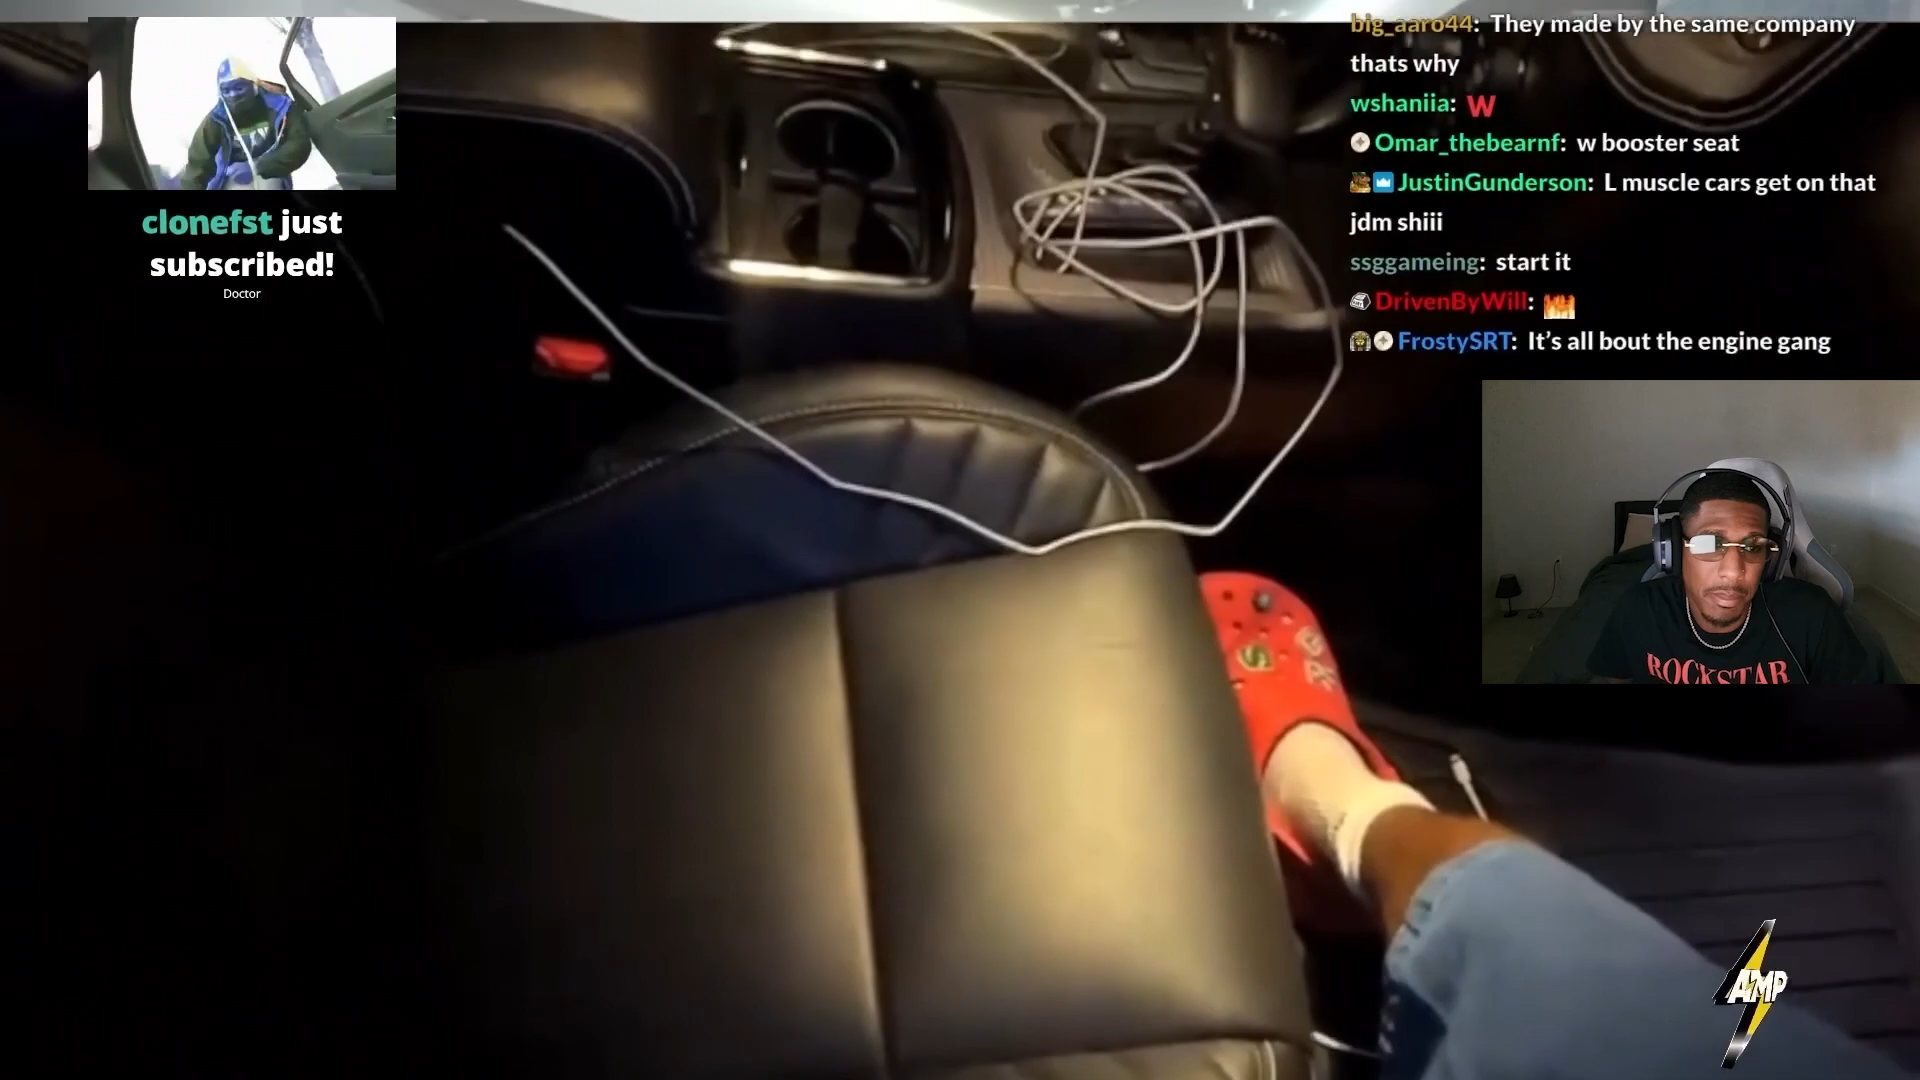 big_aaro44: They made by the same company
thats why
wshaniia: W
Omar_thebearnf: w booster seat
JustinGunderson: L muscle cars get on that
jdm shiii
ssggameing: start it
DrivenByWill:
FrostySRT: It’s all bout the engine gang
clonefst just
subscribed!
Doctor
ROCKSTAR
AMP